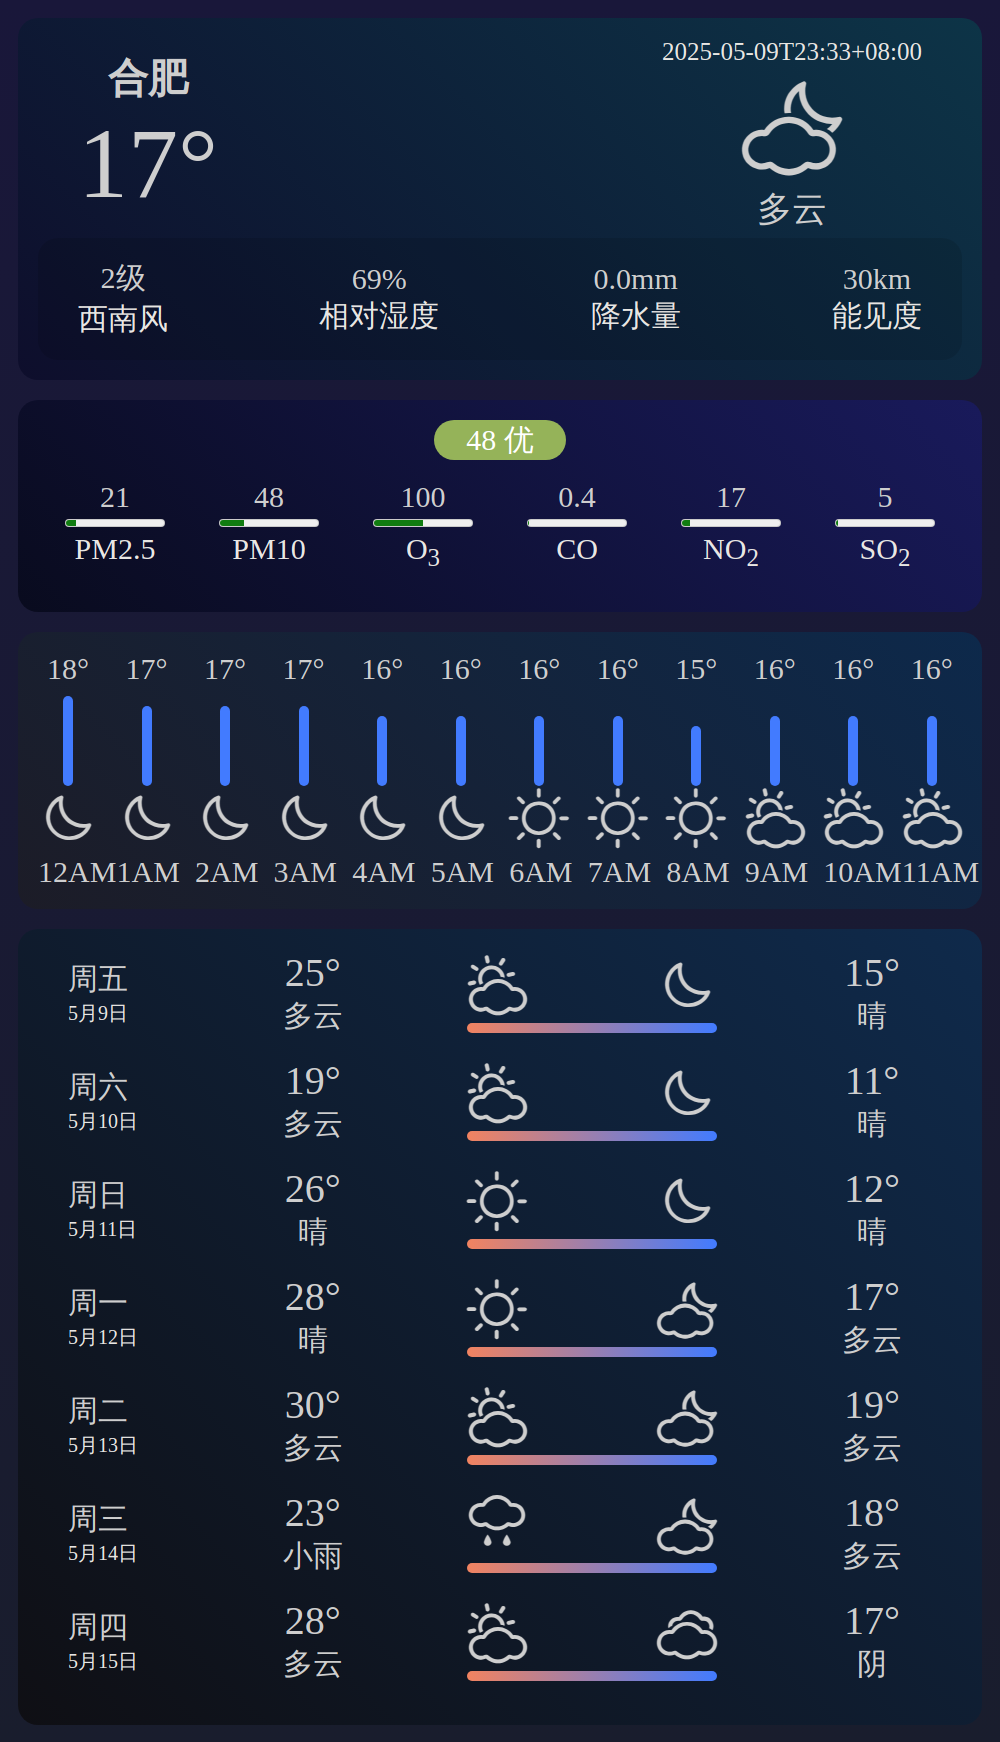 合肥
17°
2025-05-09T23:33+08:00
多云
2级 69% 0.0mm 30km
西南风 相对湿度 降水量 能见度
48 优
21 48 100 0.4 17 5
PM2.5 PM10 O3 CO NO2 SO2
18° 17° 17° 17° 16° 16° 16° 16° 15° 16° 16° 16°
12AM 1AM 2AM 3AM 4AM 5AM 6AM 7AM 8AM 9AM 10AM 11AM
周五 25° 15°
5月9日 多云 晴
周六 19° 11°
5月10日 多云 晴
周日 26° 12°
5月11日 晴 晴
周一 28° 17°
5月12日 晴 多云
周二 30° 19°
5月13日 多云 多云
周三 23° 18°
5月14日 小雨 多云
周四 28° 17°
5月15日 多云 阴